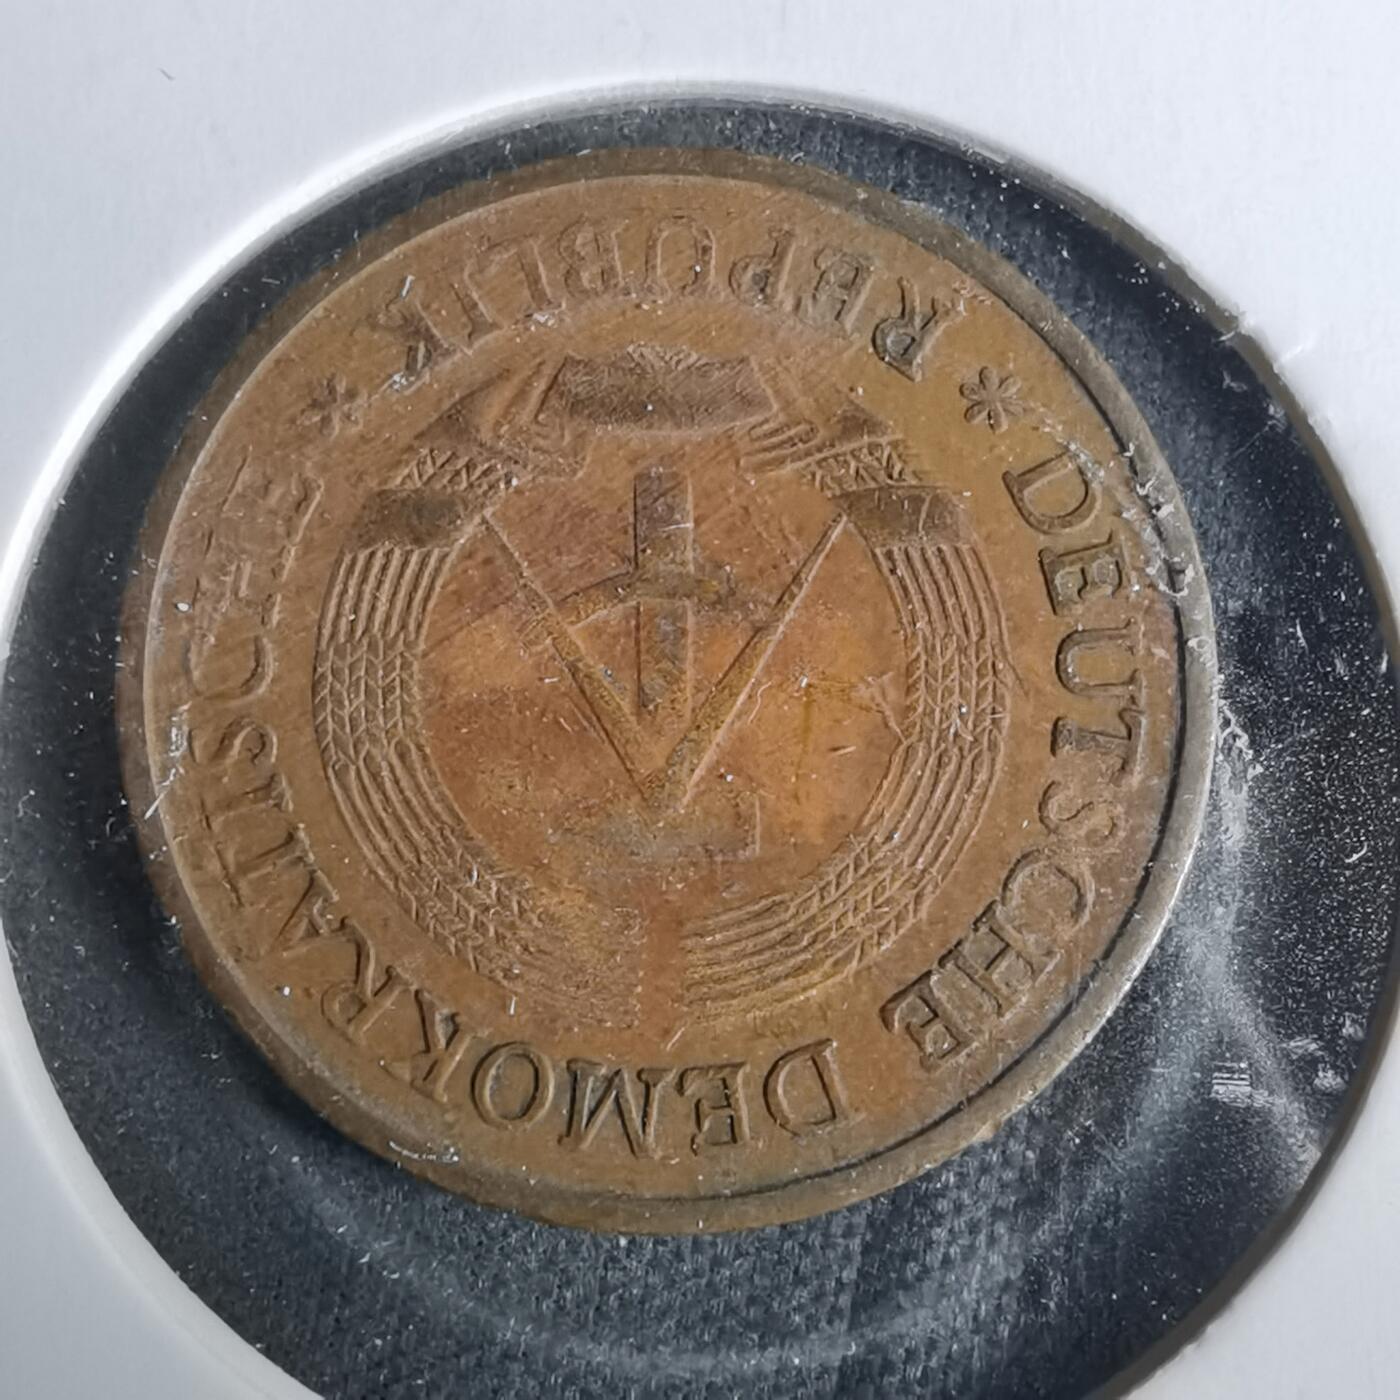 DEUTSCHE DEMOKRATISCHE
* REPUBLIK *